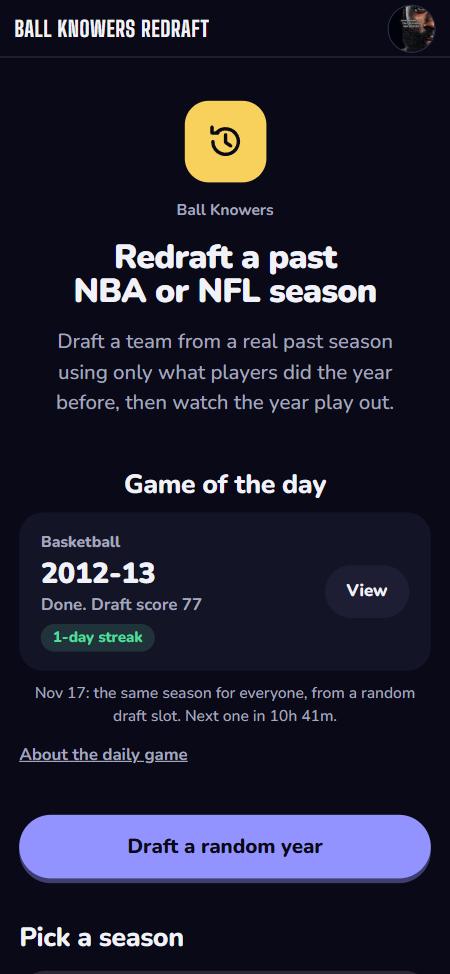 BALL KNOWERS REDRAFT
Ball Knowers
Redraft a past
NBA or NFL season
Draft a team from a real past season
using only what players did the year
before, then watch the year play out.
Game of the day
Basketball
2012-13
Done. Draft score 77
View
1-day streak
Nov 17: the same season for everyone, from a random
draft slot. Next one in 10h 41m.
About the daily game
Draft a random year
Pick a season